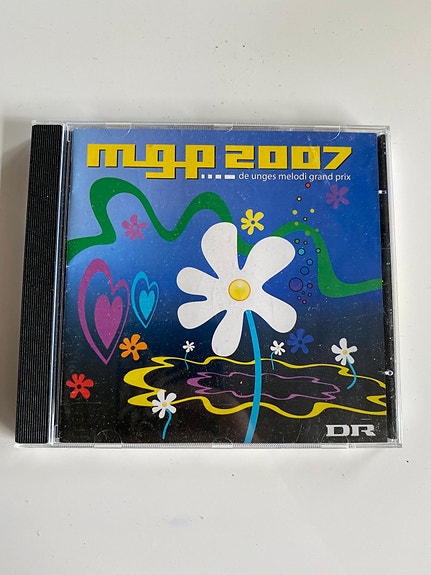 mgp 2007
de unges melodi grand prix
DR